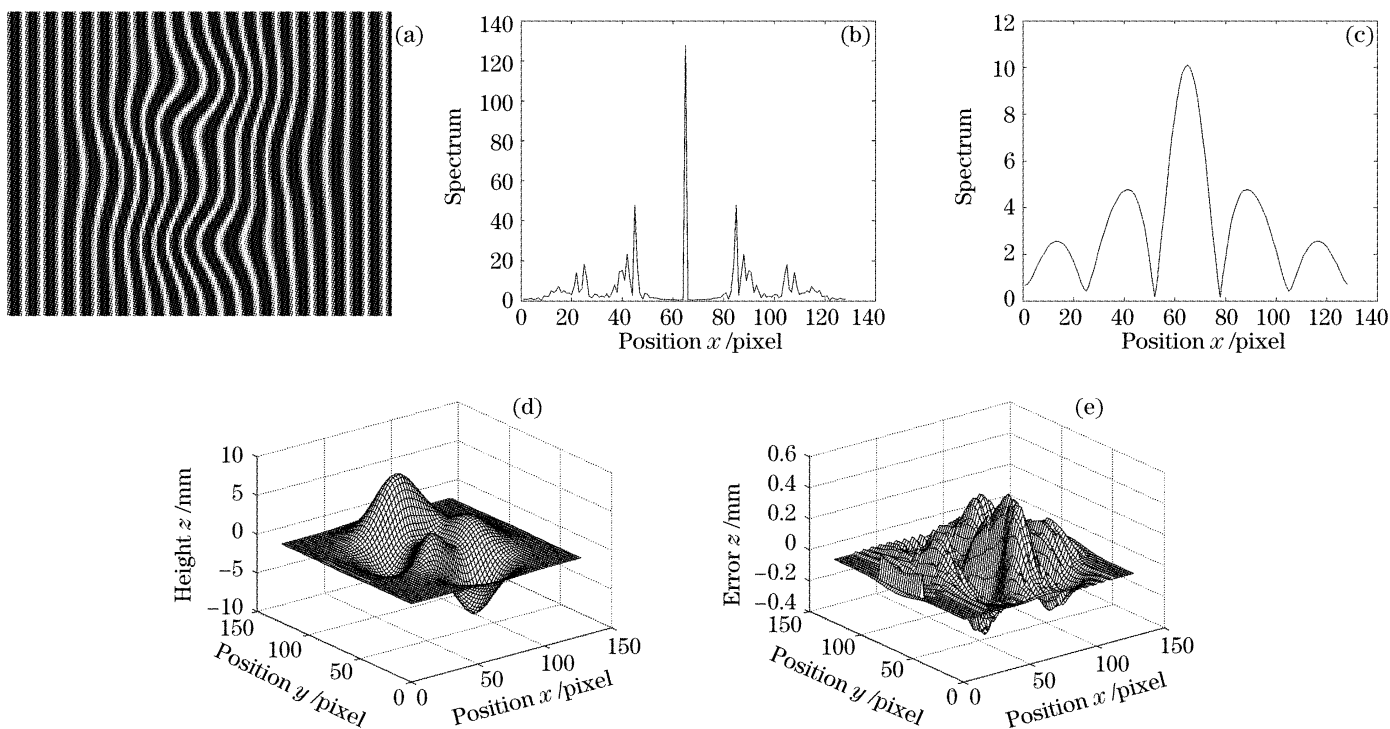 (a)
(b)
140
120
100
80
60
40
20
0
Spectrum
0 20 40 60 80 100 120 140
Position x /pixel
(c)
12
10
8
6
4
2
0
Spectrum
0 20 40 60 80 100 120 140
Position x /pixel
(d)
10
5
0
−5
−10
Height z /mm
150
100
50
0
Position y /pixel
0
50
100
150
Position x /pixel
(e)
0.6
0.4
0.2
0
−0.2
−0.4
Error z /mm
150
100
50
0
Position y /pixel
0
50
100
150
Position x /pixel